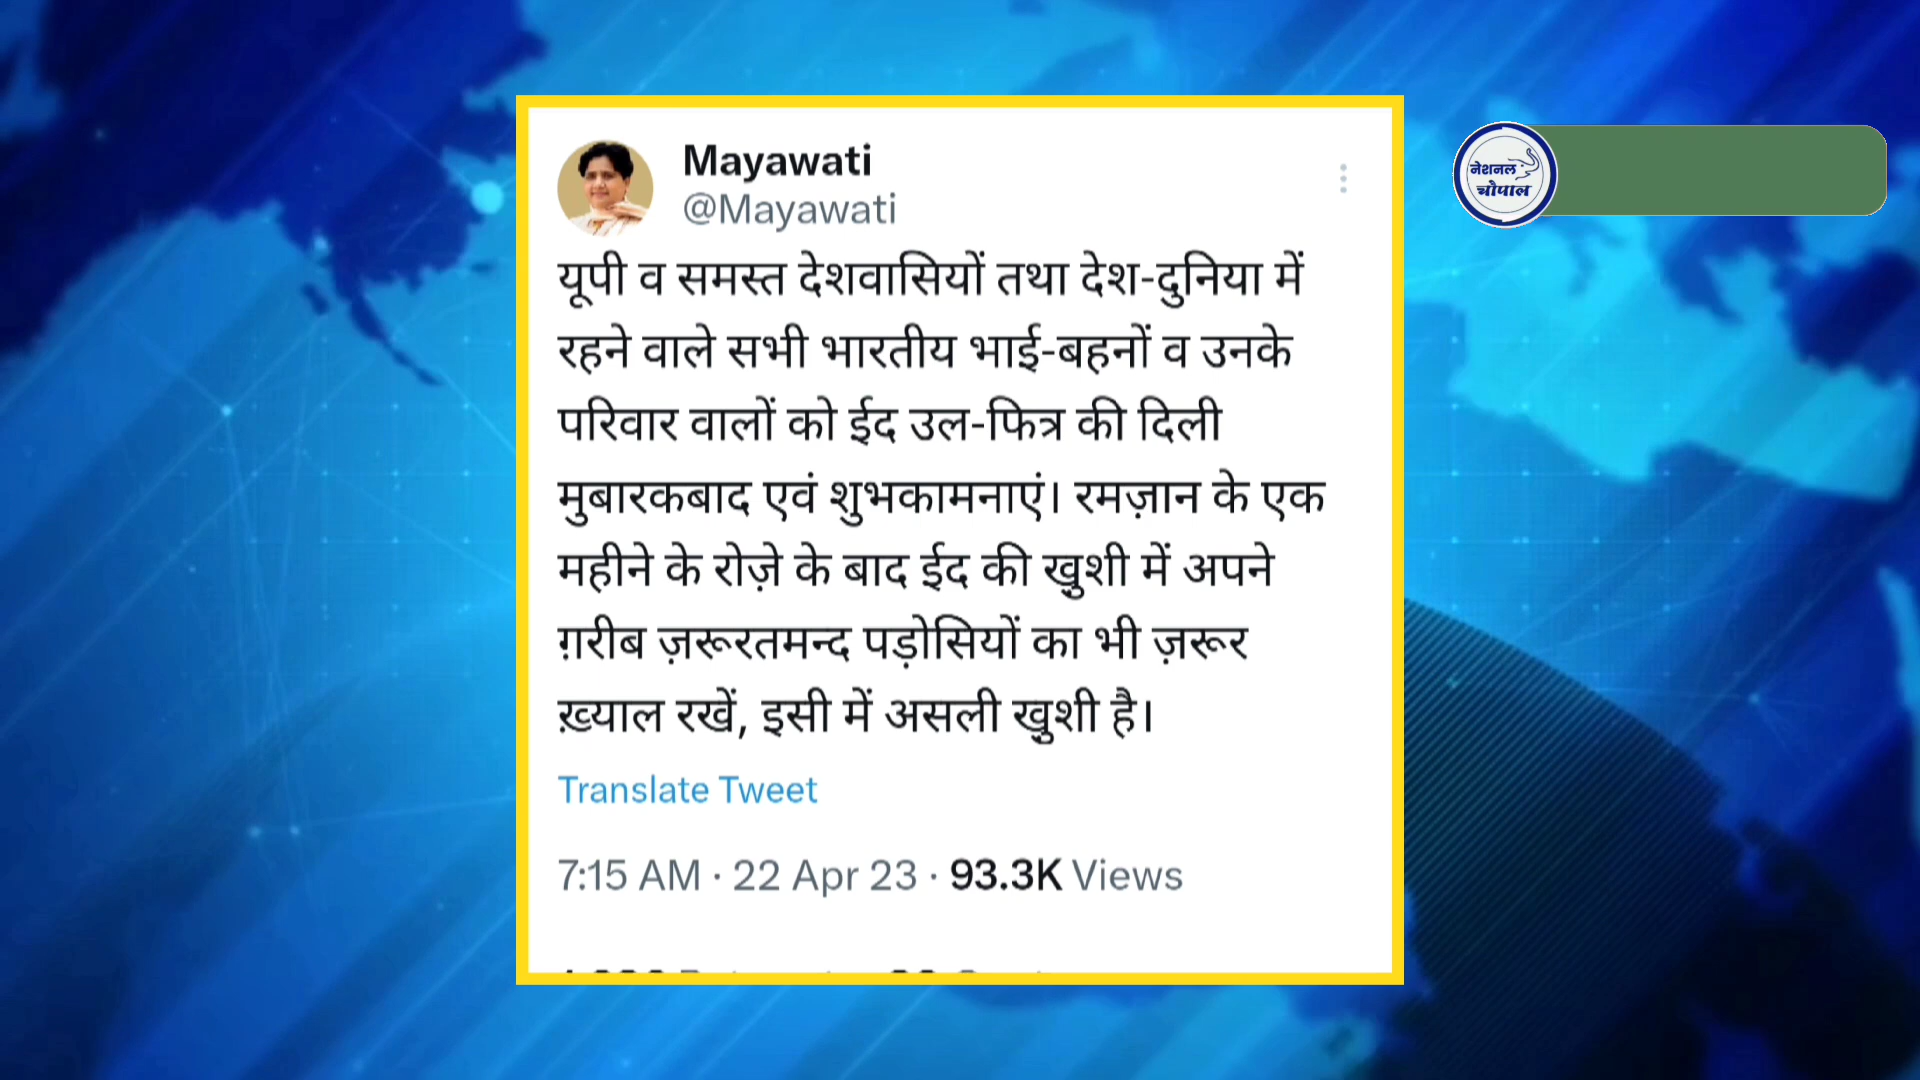 Mayawati
@Mayawati
यूपी व समस्त देशवासियों तथा देश-दुनिया में
रहने वाले सभी भारतीय भाई-बहनों व उनके
परिवार वालों को ईद उल-फित्र की दिली
मुबारकबाद एवं शुभकामनाएं। रमज़ान के एक
महीने के रोज़े के बाद ईद की खुशी में अपने
ग़रीब ज़रूरतमन्द पड़ोसियों का भी ज़रूर
ख़्याल रखें, इसी में असली खुशी है।
Translate Tweet
7:15 AM · 22 Apr 23 · 93.3K Views
नेशनल
चौपाल